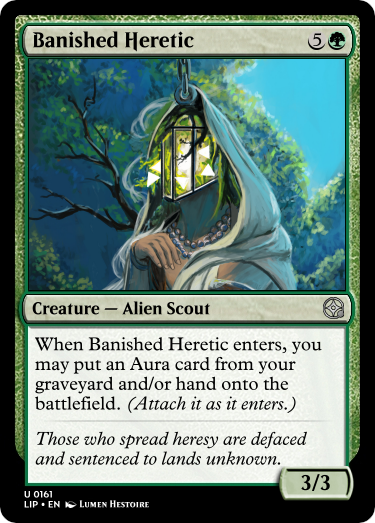 Banished Heretic 5
Creature — Alien Scout
When Banished Heretic enters, you
may put an Aura card from your
graveyard and/or hand onto the
battlefield. (Attach it as it enters.)
Those who spread heresy are defaced
and sentenced to lands unknown.
3/3
U 0161
LIP • EN Lumen Hestoire